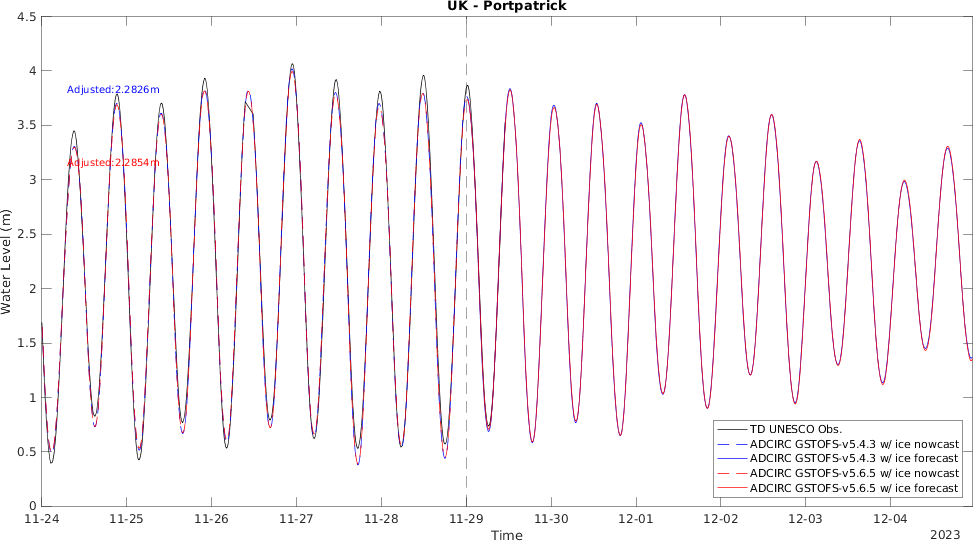 UK - Portpatrick
4.5
4
3.5
3
2.5
2
1.5
1
0.5
0
Water Level (m)
Adjusted:2.2826m
Adjusted:2.2854m
TD UNESCO Obs.
ADCIRC GSTOFS-v5.4.3 w/ ice nowcast
ADCIRC GSTOFS-v5.4.3 w/ ice forecast
ADCIRC GSTOFS-v5.6.5 w/ ice nowcast
ADCIRC GSTOFS-v5.6.5 w/ ice forecast
11-24 11-25 11-26 11-27 11-28 11-29 11-30 12-01 12-02 12-03 12-04
Time
2023